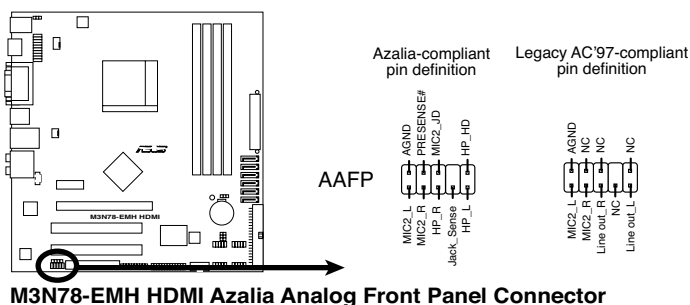 Azalia-compliant
pin definition
Legacy AC'97-compliant
pin definition
AGND
PRESENSE#
MIC2_JD
HP_HD
AGND
NC
NC
NC
AAFP
MIC2_L
MIC2_R
HP_R
Jack_Sense
HP_L
MIC2_L
MIC2_R
Line out_R
NC
Line out_L
ASUS
M3N78-EMH HDMI
M3N78-EMH HDMI Azalia Analog Front Panel Connector